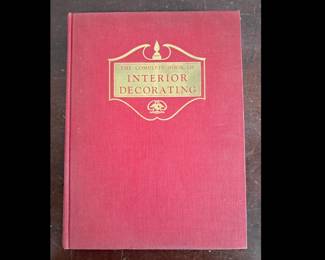 THE COMPLETE BOOK OF
INTERIOR
DECORATING